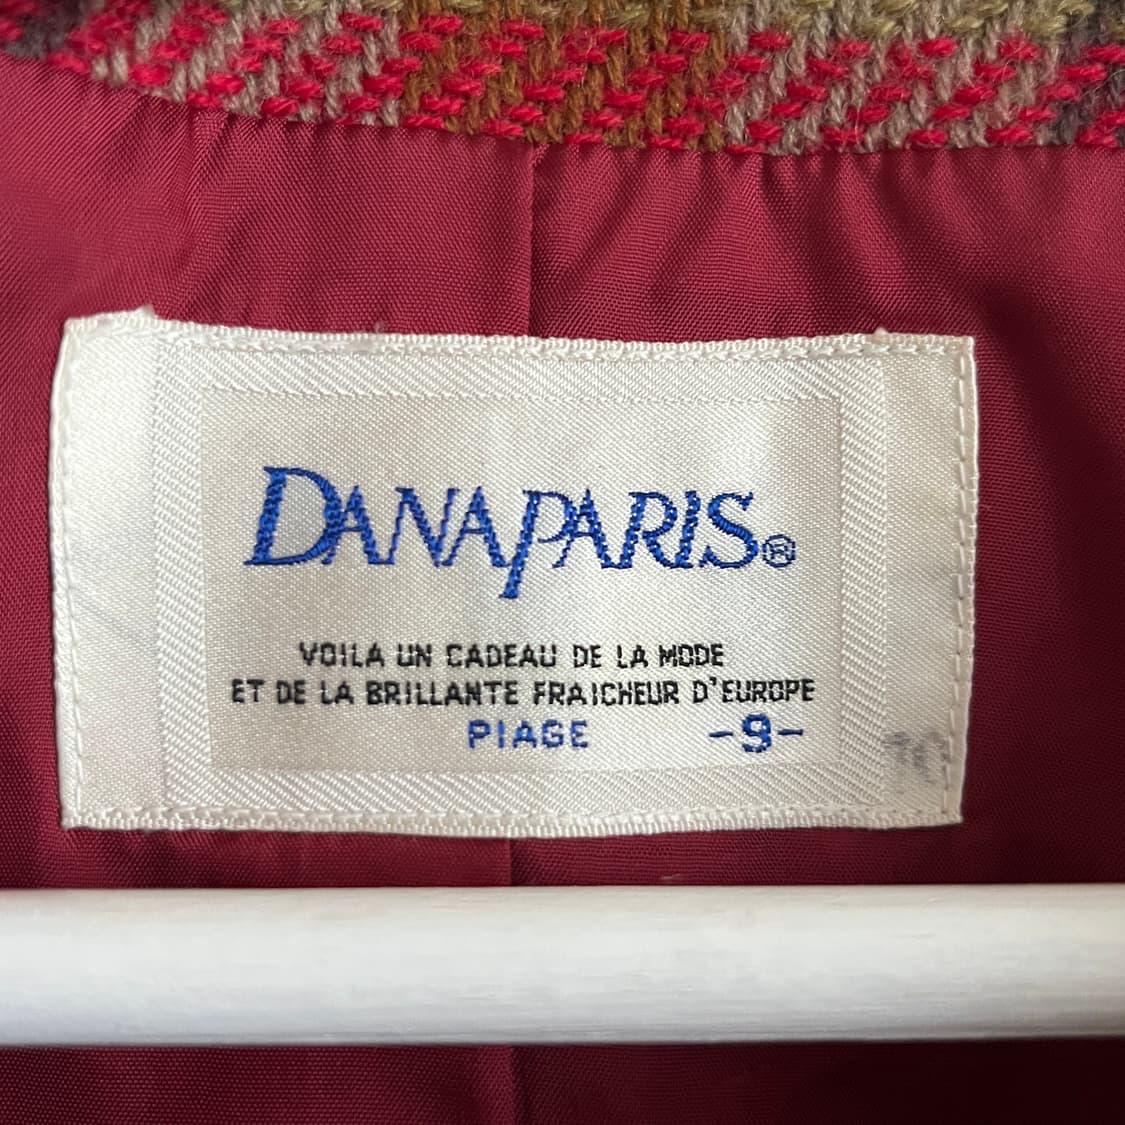 DANAPARIS®
VOILA UN CADEAU DE LA MODE
ET DE LA BRILLANTE FRAICHEUR D'EUROPE
PIAGE -9-